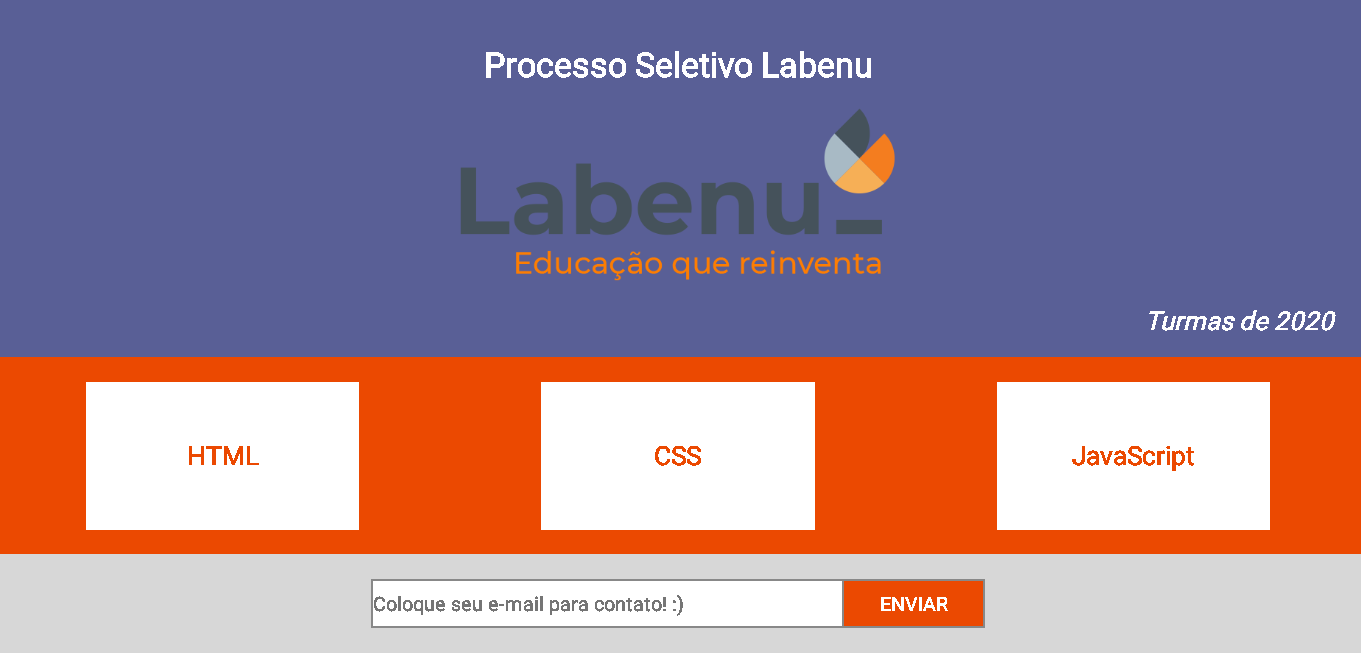 Processo Seletivo Labenu
Labenu_
Educação que reinventa
Turmas de 2020
HTML
CSS
JavaScript
Coloque seu e-mail para contato! :)
ENVIAR